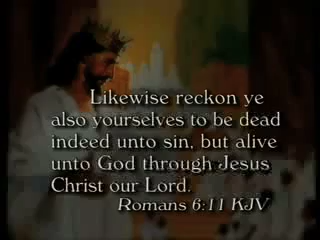 Likewise reckon ye
also yourselves to be dead
indeed unto sin, but alive
unto God through Jesus
Christ our Lord.
Romans 6:11 KJV